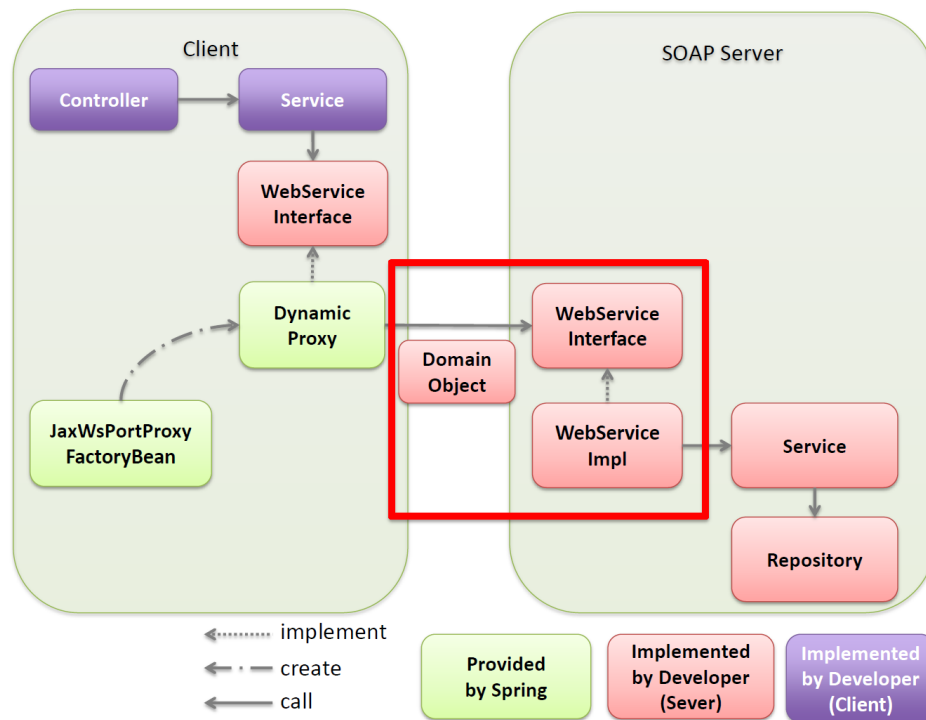 Client
SOAP Server
Controller
Service
WebService
Interface
Dynamic
Proxy
WebService
Interface
Domain
Object
JaxWsPortProxy
FactoryBean
WebService
Impl
Service
Repository
implement
create
call
Provided
by Spring
Implemented
by Developer
(Sever)
Implemented
by Developer
(Client)